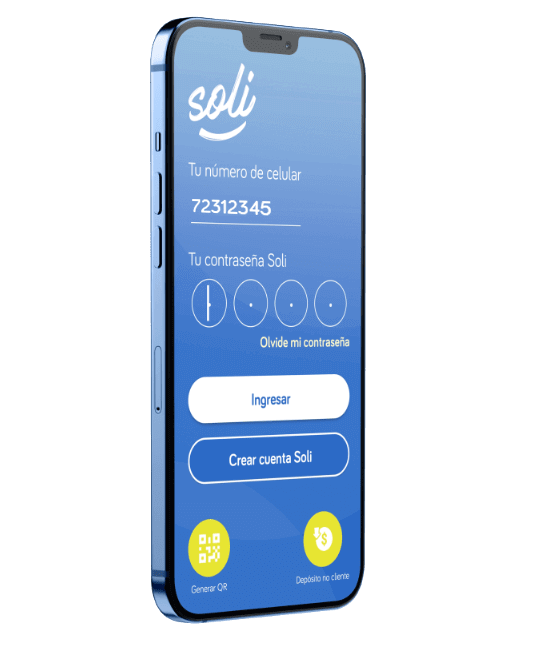 soli
Tu número de celular
72312345
Tu contraseña Soli
Olvide mi contraseña
Ingresar
Crear cuenta Soli
Generar QR
Depósito no cliente